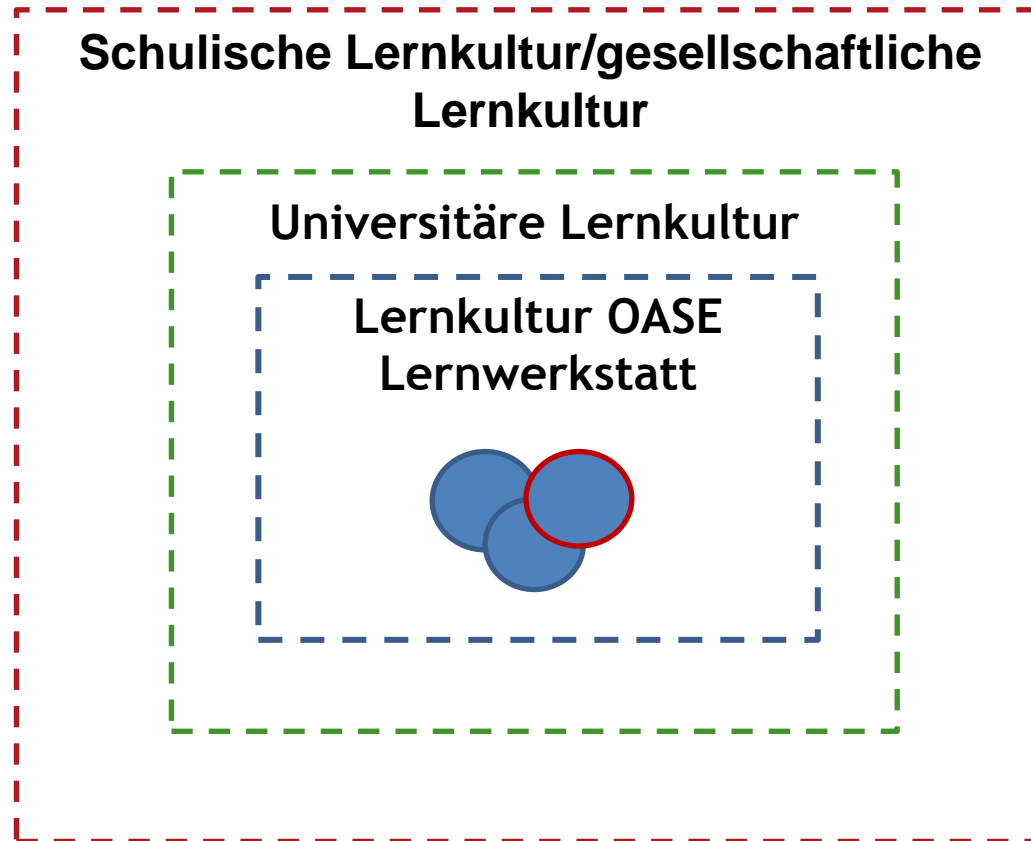 Schulische Lernkultur/gesellschaftliche
Lernkultur
Universitäre Lernkultur
Lernkultur OASE
Lernwerkstatt